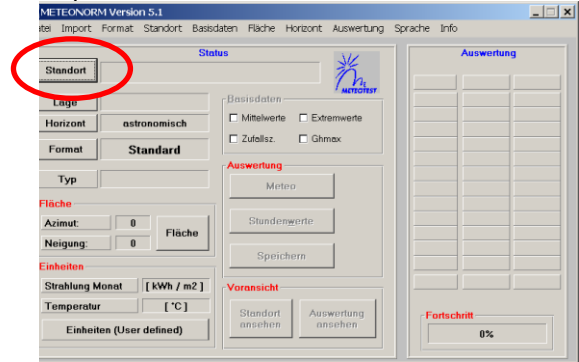 METEONORM Version 5.1
tei Import Format Standort Basisdaten Fläche Horizont Auswertung Sprache Info
Status
Standort
METEOTEST
Lage
Horizont astronomisch
Format Standard
Typ
Basisdaten
Mittelwerte Extremwerte
Zufallsz. Ghmax
Auswertung
Meteo
Stundenwerte
Speichern
Fläche
Azimut: 0
Neigung: 0
Fläche
Einheiten
Strahlung Monat [ kWh / m2 ]
Temperatur [ °C ]
Einheiten (User defined)
Voransicht
Standort ansehen
Auswertung ansehen
Auswertung
Fortschritt
0%